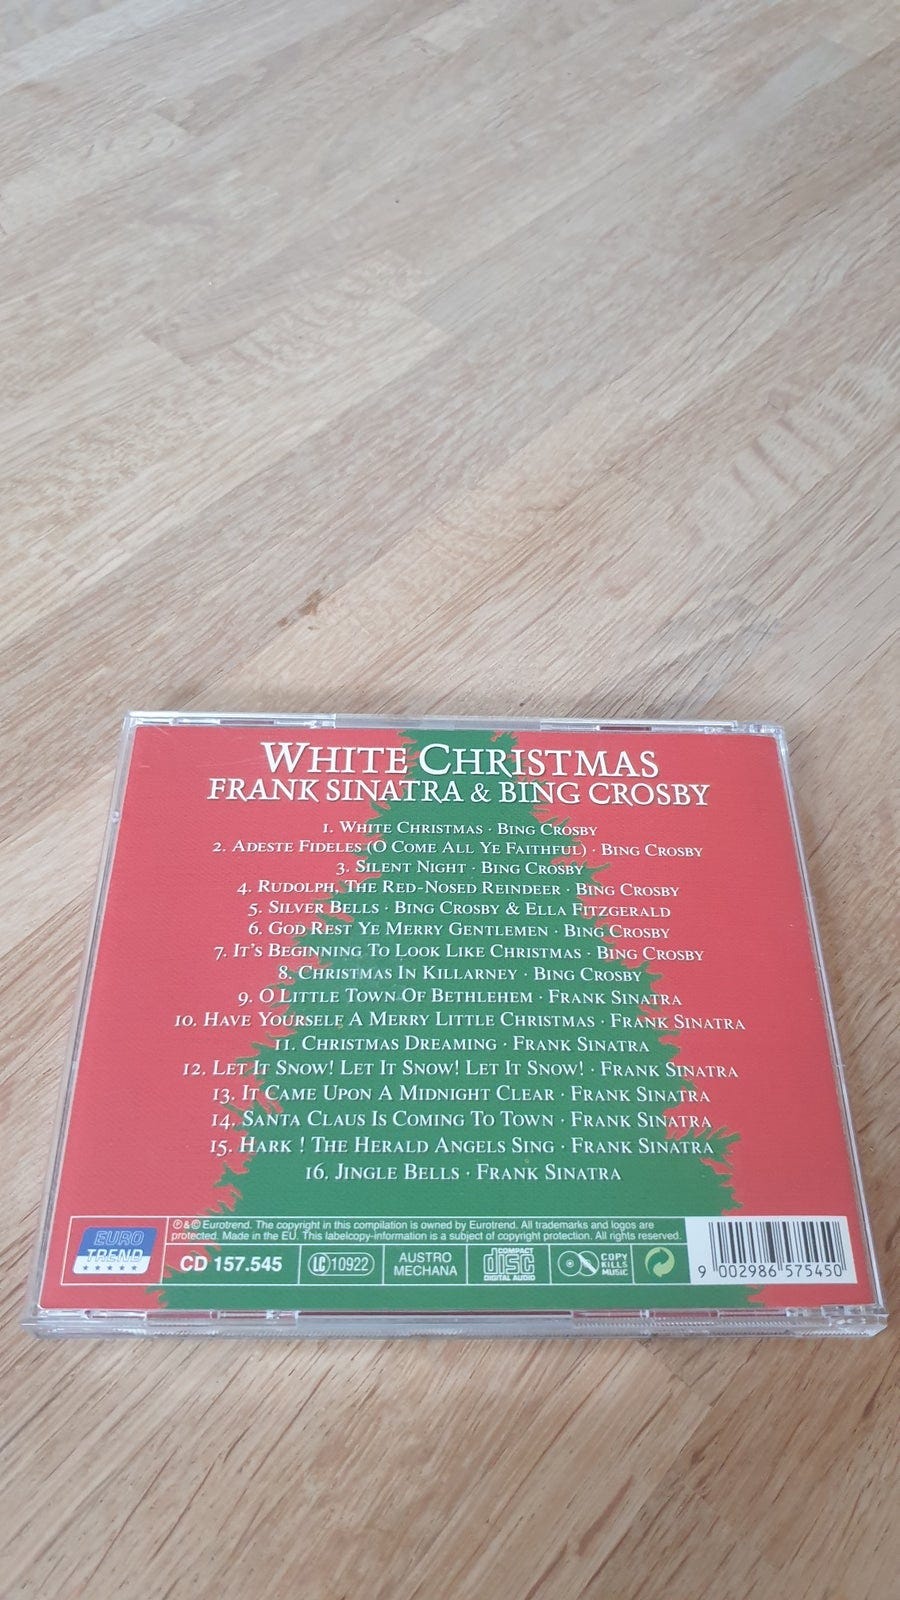 WHITE CHRISTMAS
FRANK SINATRA & BING CROSBY
1. WHITE CHRISTMAS · BING CROSBY
2. ADESTE FIDELES (O COME ALL YE FAITHFUL) · BING CROSBY
3. SILENT NIGHT · BING CROSBY
4. RUDOLPH, THE RED-NOSED REINDEER · BING CROSBY
5. SILVER BELLS · BING CROSBY & ELLA FITZGERALD
6. GOD REST YE MERRY GENTLEMEN · BING CROSBY
7. IT'S BEGINNING TO LOOK LIKE CHRISTMAS · BING CROSBY
8. CHRISTMAS IN KILLARNEY · BING CROSBY
9. O LITTLE TOWN OF BETHLEHEM · FRANK SINATRA
10. HAVE YOURSELF A MERRY LITTLE CHRISTMAS · FRANK SINATRA
11. CHRISTMAS DREAMING · FRANK SINATRA
12. LET IT SNOW! LET IT SNOW! LET IT SNOW! · FRANK SINATRA
13. IT CAME UPON A MIDNIGHT CLEAR · FRANK SINATRA
14. SANTA CLAUS IS COMING TO TOWN · FRANK SINATRA
15. HARK ! THE HERALD ANGELS SING · FRANK SINATRA
16. JINGLE BELLS · FRANK SINATRA
EURO
TREND
℗&© Eurotrend. The copyright in this compilation is owned by Eurotrend. All trademarks and logos are
protected. Made in the EU. This labelcopy-information is a subject of copyright protection. All rights reserved.
CD 157.545
LC 10922
AUSTRO
MECHANA
COMPACT
disc
DIGITAL AUDIO
COPY
KILLS
MUSIC
9 002986 575450